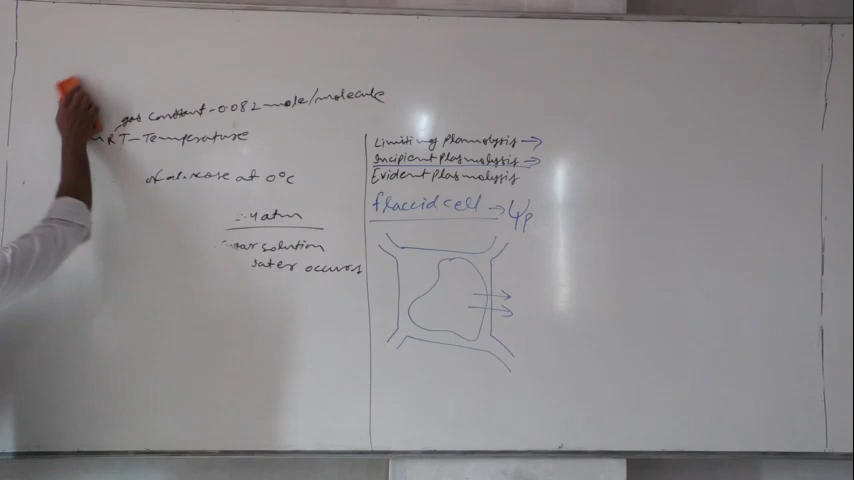 gas constant - 0.082 mole/molecule
RT - Temperature
at 0°C
atm
solution
occurs
Limiting plasmolysis →
Incipient plasmolysis →
Evident plasmolysis
flaccid cell → Ψp